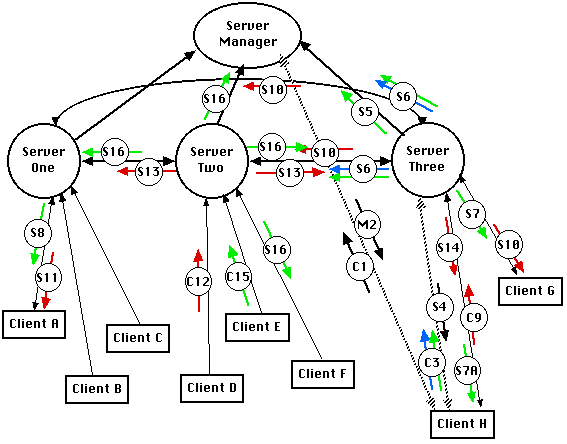 Server
Manager
S16
S10
S6
S5
Server
One
S16
S13
Server
Two
S16
S10
S13
S6
Server
Three
S8
S11
S7
S10
M2
C1
S14
S16
C12
C15
S4
C9
C3
S7A
Client A
Client C
Client B
Client E
Client D
Client F
Client G
Client H